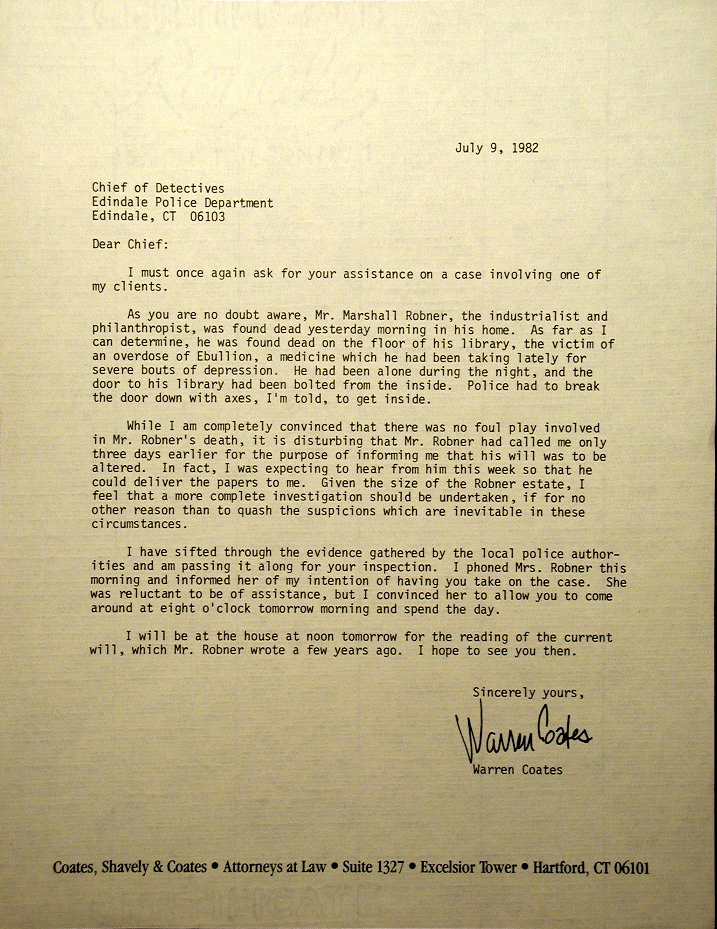 July 9, 1982
Chief of Detectives
Edindale Police Department
Edindale, CT  06103
Dear Chief:
I must once again ask for your assistance on a case involving one of
my clients.
As you are no doubt aware, Mr. Marshall Robner, the industrialist and
philanthropist, was found dead yesterday morning in his home.  As far as I
can determine, he was found dead on the floor of his library, the victim of
an overdose of Ebullion, a medicine which he had been taking lately for
severe bouts of depression.  He had been alone during the night, and the
door to his library had been bolted from the inside.  Police had to break
the door down with axes, I'm told, to get inside.
While I am completely convinced that there was no foul play involved
in Mr. Robner's death, it is disturbing that Mr. Robner had called me only
three days earlier for the purpose of informing me that his will was to be
altered.  In fact, I was expecting to hear from him this week so that he
could deliver the papers to me.  Given the size of the Robner estate, I
feel that a more complete investigation should be undertaken, if for no
other reason than to quash the suspicions which are inevitable in these
circumstances.
I have sifted through the evidence gathered by the local police author-
ities and am passing it along for your inspection.  I phoned Mrs. Robner this
morning and informed her of my intention of having you take on the case.  She
was reluctant to be of assistance, but I convinced her to allow you to come
around at eight o'clock tomorrow morning and spend the day.
I will be at the house at noon tomorrow for the reading of the current
will, which Mr. Robner wrote a few years ago.  I hope to see you then.
Sincerely yours,
Warren Coates
Warren Coates
Coates, Shavely & Coates • Attorneys at Law • Suite 1327 • Excelsior Tower • Hartford, CT 06101